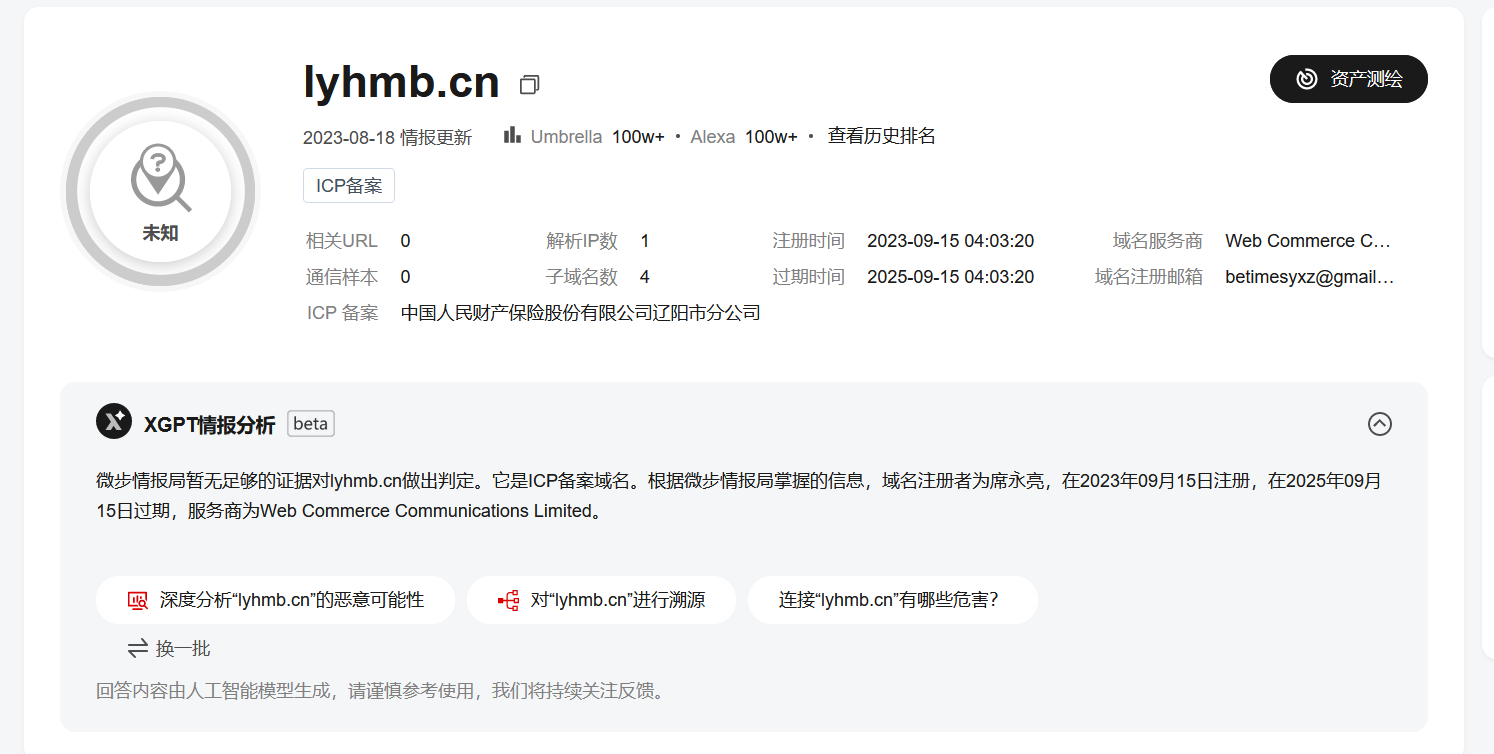 lyhmb.cn
资产测绘
2023-08-18 情报更新 Umbrella 100w+ · Alexa 100w+ · 查看历史排名
?
未知
ICP备案
相关URL 0 解析IP数 1 注册时间 2023-09-15 04:03:20 域名服务商 Web Commerce C...
通信样本 0 子域名数 4 过期时间 2025-09-15 04:03:20 域名注册邮箱 betimesyxz@gmail...
ICP 备案 中国人民财产保险股份有限公司辽阳市分公司
X XGPT情报分析 beta
微步情报局暂无足够的证据对lyhmb.cn做出判定。它是ICP备案域名。根据微步情报局掌握的信息，域名注册者为席永亮，在2023年09月15日注册，在2025年09月
15日过期，服务商为Web Commerce Communications Limited。
深度分析“lyhmb.cn”的恶意可能性 对“lyhmb.cn”进行溯源 连接“lyhmb.cn”有哪些危害?
换一批
回答内容由人工智能模型生成，请谨慎参考使用，我们将持续关注反馈。